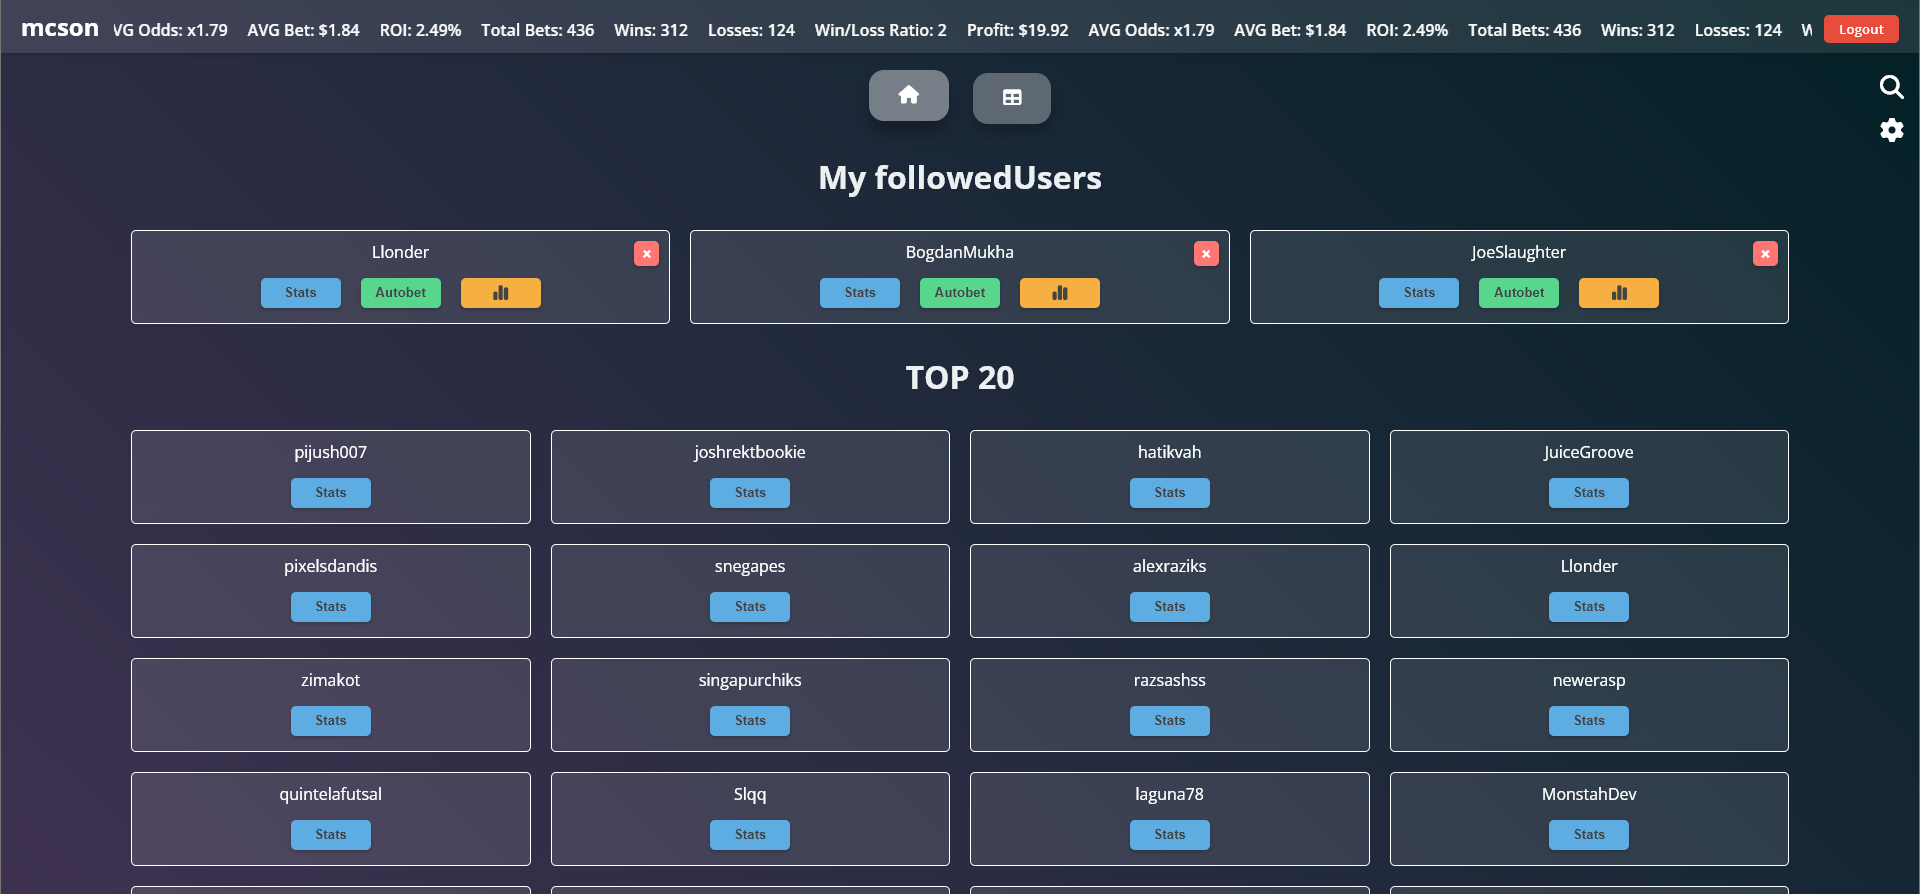 mcson VG Odds: x1.79 AVG Bet: $1.84 ROI: 2.49% Total Bets: 436 Wins: 312 Losses: 124 Win/Loss Ratio: 2 Profit: $19.92 AVG Odds: x1.79 AVG Bet: $1.84 ROI: 2.49% Total Bets: 436 Wins: 312 Losses: 124 W Logout
My followedUsers
Llonder BogdanMukha JoeSlaughter
Stats Autobet Stats Autobet Stats Autobet
TOP 20
pijush007 joshrektbookie hatikvah JuiceGroove
Stats Stats Stats Stats
pixelsdandis snegapes alexraziks Llonder
Stats Stats Stats Stats
zimakot singapurchiks razsashss newerasp
Stats Stats Stats Stats
quintelafutsal Slqq laguna78 MonstahDev
Stats Stats Stats Stats